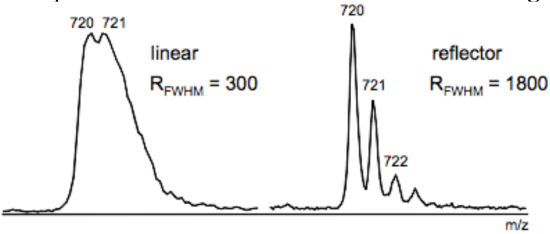 720 721
linear
R_FWHM = 300
720
721
722
reflector
R_FWHM = 1800
m/z